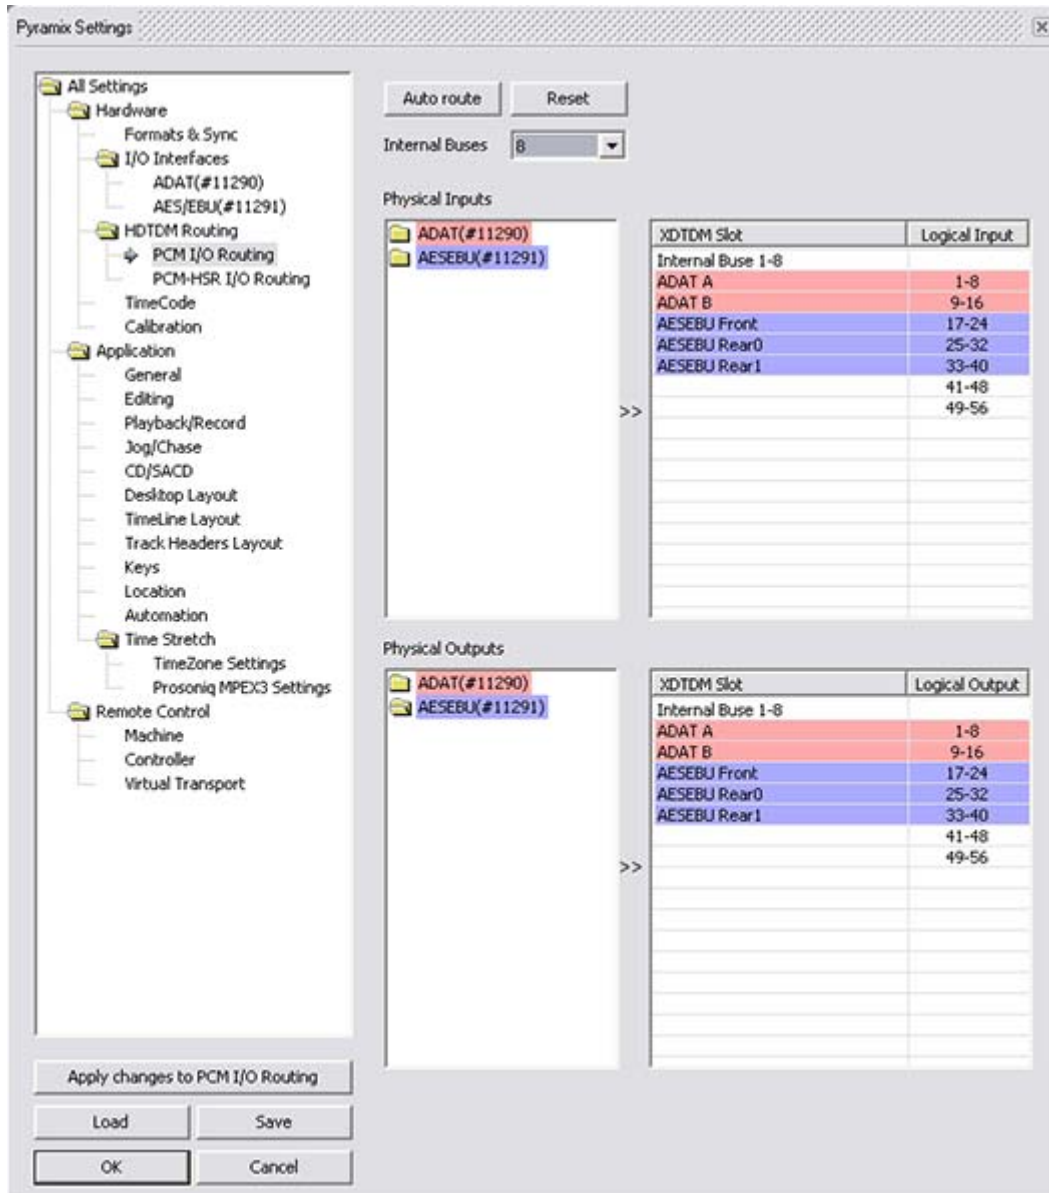 Pyramix Settings
All Settings
Hardware
Formats & Sync
I/O Interfaces
ADAT(#11290)
AES/EBU(#11291)
HDTDM Routing
PCM I/O Routing
PCM-HSR I/O Routing
TimeCode
Calibration
Application
General
Editing
Playback/Record
Jog/Chase
CD/SACD
Desktop Layout
TimeLine Layout
Track Headers Layout
Keys
Location
Automation
Time Stretch
TimeZone Settings
Prosoniq MPEX3 Settings
Remote Control
Machine
Controller
Virtual Transport
Apply changes to PCM I/O Routing
Load Save
OK Cancel
Auto route Reset
Internal Buses 8
Physical Inputs
ADAT(#11290)
AESEBU(#11291)
>>
XDTDM Slot Logical Input
Internal Buse 1-8
ADAT A 1-8
ADAT B 9-16
AESEBU Front 17-24
AESEBU Rear0 25-32
AESEBU Rear1 33-40
41-48
49-56
Physical Outputs
ADAT(#11290)
AESEBU(#11291)
>>
XDTDM Slot Logical Output
Internal Buse 1-8
ADAT A 1-8
ADAT B 9-16
AESEBU Front 17-24
AESEBU Rear0 25-32
AESEBU Rear1 33-40
41-48
49-56